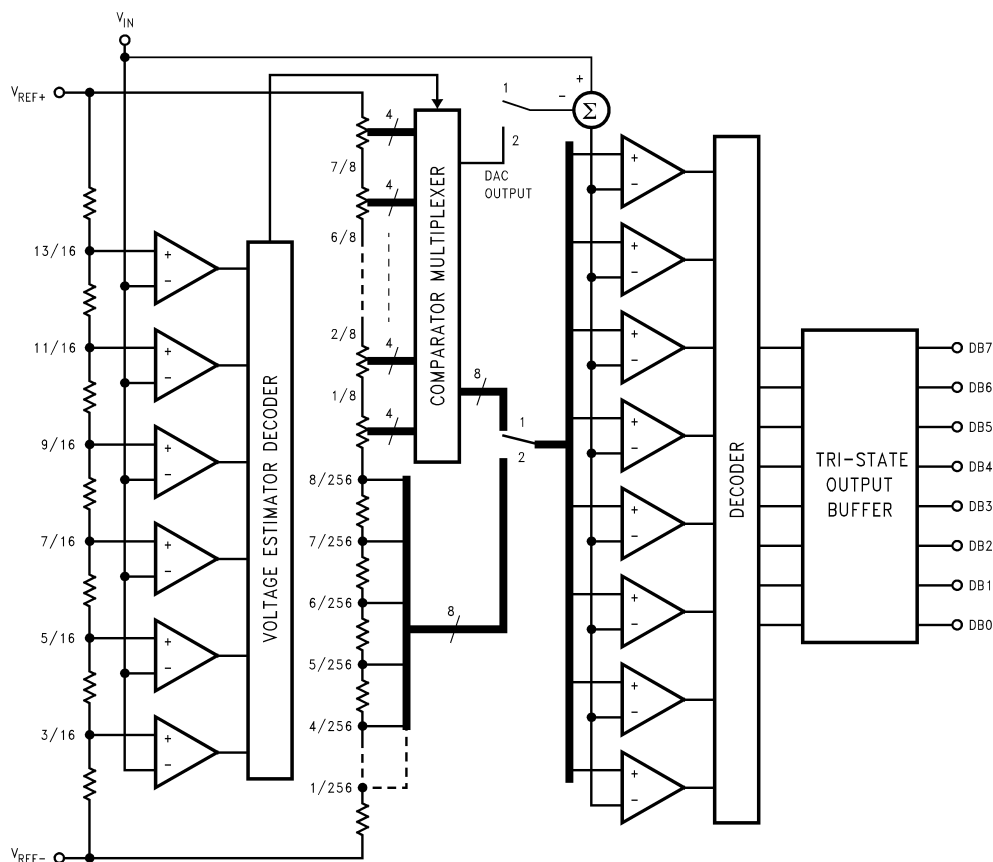 VIN
VREF+
13/16
11/16
9/16
7/16
5/16
3/16
VREF-
+
−
+
−
+
−
+
−
+
−
+
−
VOLTAGE ESTIMATOR DECODER
4
7/8
4
6/8
2/8
4
1/8
4
8/256
7/256
6/256
5/256
4/256
1/256
COMPARATOR MULTIPLEXER
1
2
DAC
OUTPUT
8
1
2
8
+
−
Σ
+
−
+
−
+
−
+
−
+
−
+
−
+
−
+
−
DECODER
TRI-STATE
OUTPUT
BUFFER
DB7
DB6
DB5
DB4
DB3
DB2
DB1
DB0